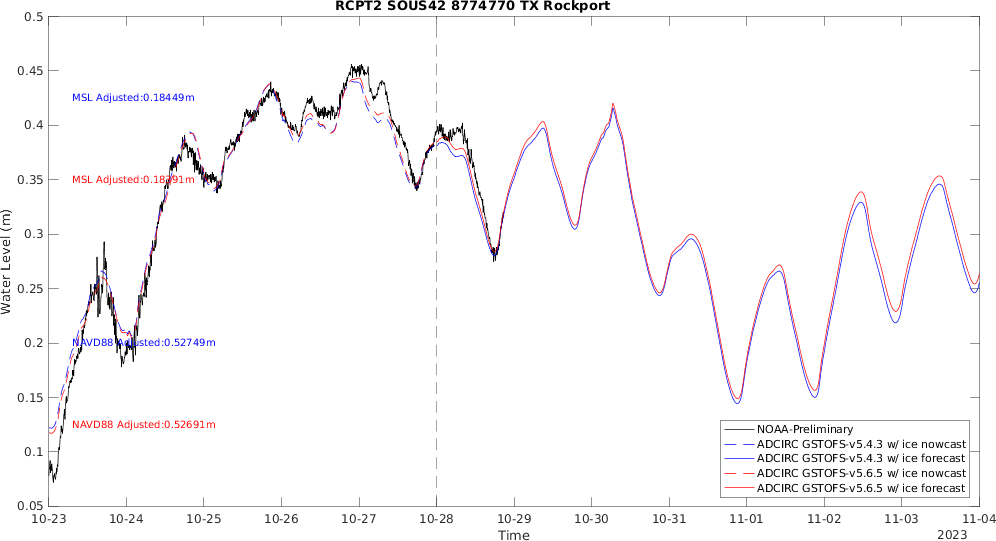 RCPT2 SOUS42 8774770 TX Rockport
Water Level (m)
0.5
0.45
0.4
0.35
0.3
0.25
0.2
0.15
0.1
0.05
MSL Adjusted:0.18449m
NAVD88 Adjusted:0.52749m
NAVD88 Adjusted:0.52691m
NOAA-Preliminary
ADCIRC GSTOFS-v5.4.3 w/ ice nowcast
ADCIRC GSTOFS-v5.4.3 w/ ice forecast
ADCIRC GSTOFS-v5.6.5 w/ ice nowcast
ADCIRC GSTOFS-v5.6.5 w/ ice forecast
10-23 10-24 10-25 10-26 10-27 10-28 10-29 10-30 10-31 11-01 11-02 11-03 11-04
Time
2023